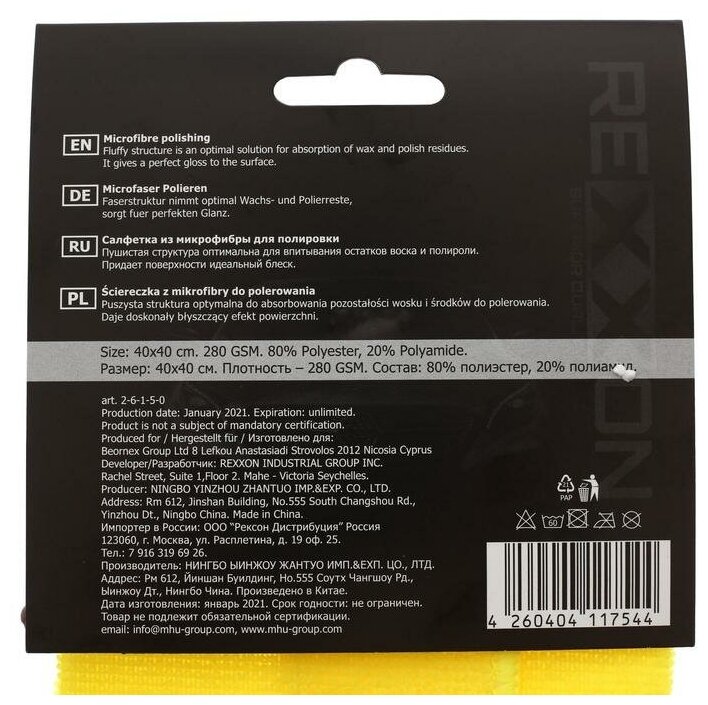 EN Microfibre polishing
Fluffy structure is an optimal solution for absorption of wax and polish residues.
It gives a perfect gloss to the surface.
DE Microfaser Polieren
Faserstruktur nimmt optimal Wachs- und Polierreste,
sorgt fuer perfekten Glanz.
RU Салфетка из микрофибры для полировки
Пушистая структура оптимальна для впитывания остатков воска и полироли.
Придает поверхности идеальный блеск.
PL Ściereczka z mikrofibry do polerowania
Puszysta struktura optymalna do absorbowania pozostałości wosku i środków do polerowania.
Daje doskonały błyszczący efekt powierzchni.
REXXON
Size: 40x40 cm. 280 GSM. 80% Polyester, 20% Polyamide.
Размер: 40x40 см. Плотность – 280 GSM. Состав: 80% полиэстер, 20% полиамид.
art. 2-6-1-5-0
Production date: January 2021. Expiration: unlimited.
Product is not a subject of mandatory certification.
Produced for / Hergestellt für / Изготовлено для:
Beornex Group Ltd 8 Lefkou Anastasiadi Strovolos 2012 Nicosia Cyprus
Developer/Разработчик: REXXON INDUSTRIAL GROUP INC.
Rachel Street, Suite 1,Floor 2. Mahe - Victoria Seychelles.
Producer: NINGBO YINZHOU ZHANTUO IMP.&EXP. CO., LTD.
Address: Rm 612, Jinshan Building, No.555 South Changshou Rd.,
Yinzhou Dt., Ningbo China. Made in China.
Импортер в России: ООО “Рексон Дистрибуция” Россия
123060, г. Москва, ул. Расплетина, д. 19 оф. 25.
Тел.: 7 916 319 69 26.
Производитель: НИНГБО ЫИНЖОУ ЖАНТУО ИМП.&ЕХП. ЦО., ЛТД.
Аддрес: Рм 612, Йиншан Буилдинг, Но.555 Соутх Чангшоу Рд.,
Ыинжоу Дт., Нингбо Чина. Произведено в Китае.
Дата изготовления: январь 2021. Срок годности: не ограничен.
Товар не подлежит обязательной сертификации.
email: info@mhu-group.com, www.mhu-group.com
21
PAP
60
4 260404 117544